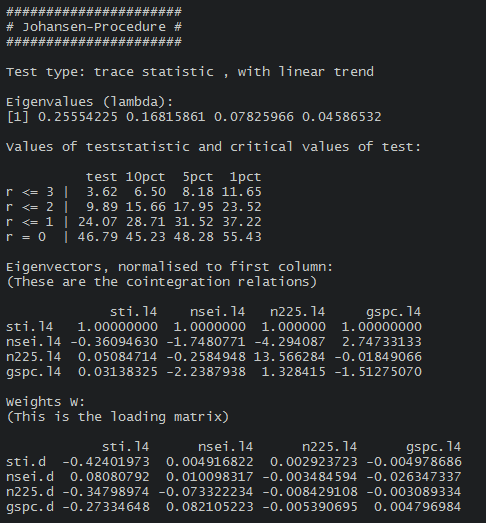 ######################
# Johansen-Procedure #
######################
Test type: trace statistic , with linear trend
Eigenvalues (lambda):
[1] 0.25554225 0.16815861 0.07825966 0.04586532
Values of teststatistic and critical values of test:
test 10pct 5pct 1pct
r <= 3 | 3.62 6.50 8.18 11.65
r <= 2 | 9.89 15.66 17.95 23.52
r <= 1 | 24.07 28.71 31.52 37.22
r = 0 | 46.79 45.23 48.28 55.43
Eigenvectors, normalised to first column:
(These are the cointegration relations)
sti.l4 nsei.l4 n225.l4 gspc.l4
sti.l4 1.00000000 1.0000000 1.000000 1.00000000
nsei.l4 -0.36094630 -1.7480771 -4.294087 2.74733133
n225.l4 0.05084714 -0.2584948 13.566284 -0.01849066
gspc.l4 0.03138325 -2.2387938 1.328415 -1.51275070
Weights W:
(This is the loading matrix)
sti.l4 nsei.l4 n225.l4 gspc.l4
sti.d -0.42401973 0.004916822 0.002923723 -0.004978686
nsei.d 0.08080792 0.010098317 -0.003484594 -0.026347337
n225.d -0.34798974 -0.073322234 -0.008429108 -0.003089334
gspc.d -0.27334648 0.082105223 -0.005390695 0.004796984